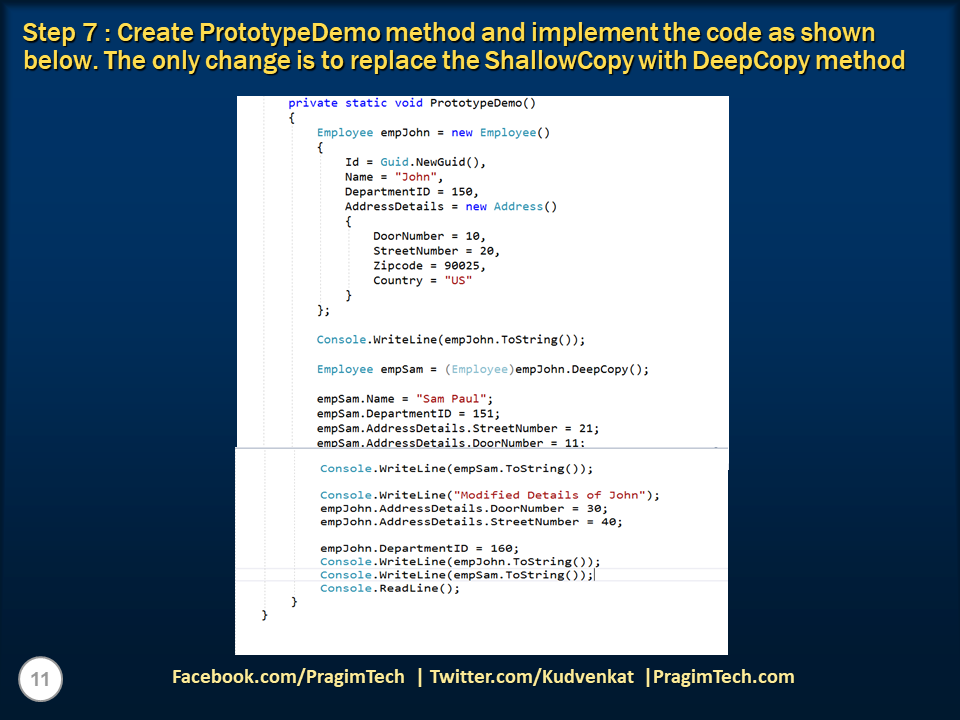 Step 7 : Create PrototypeDemo method and implement the code as shown
below. The only change is to replace the ShallowCopy with DeepCopy method
private static void PrototypeDemo()
{
Employee empJohn = new Employee()
{
Id = Guid.NewGuid(),
Name = "John",
DepartmentID = 150,
AddressDetails = new Address()
{
DoorNumber = 10,
StreetNumber = 20,
Zipcode = 90025,
Country = "US"
}
};
Console.WriteLine(empJohn.ToString());
Employee empSam = (Employee)empJohn.DeepCopy();
empSam.Name = "Sam Paul";
empSam.DepartmentID = 151;
empSam.AddressDetails.StreetNumber = 21;
empSam.AddressDetails.DoorNumber = 11;
Console.WriteLine(empSam.ToString());
Console.WriteLine("Modified Details of John");
empJohn.AddressDetails.DoorNumber = 30;
empJohn.AddressDetails.StreetNumber = 40;
empJohn.DepartmentID = 160;
Console.WriteLine(empJohn.ToString());
Console.WriteLine(empSam.ToString());
Console.ReadLine();
}
}
11
Facebook.com/PragimTech | Twitter.com/Kudvenkat |PragimTech.com